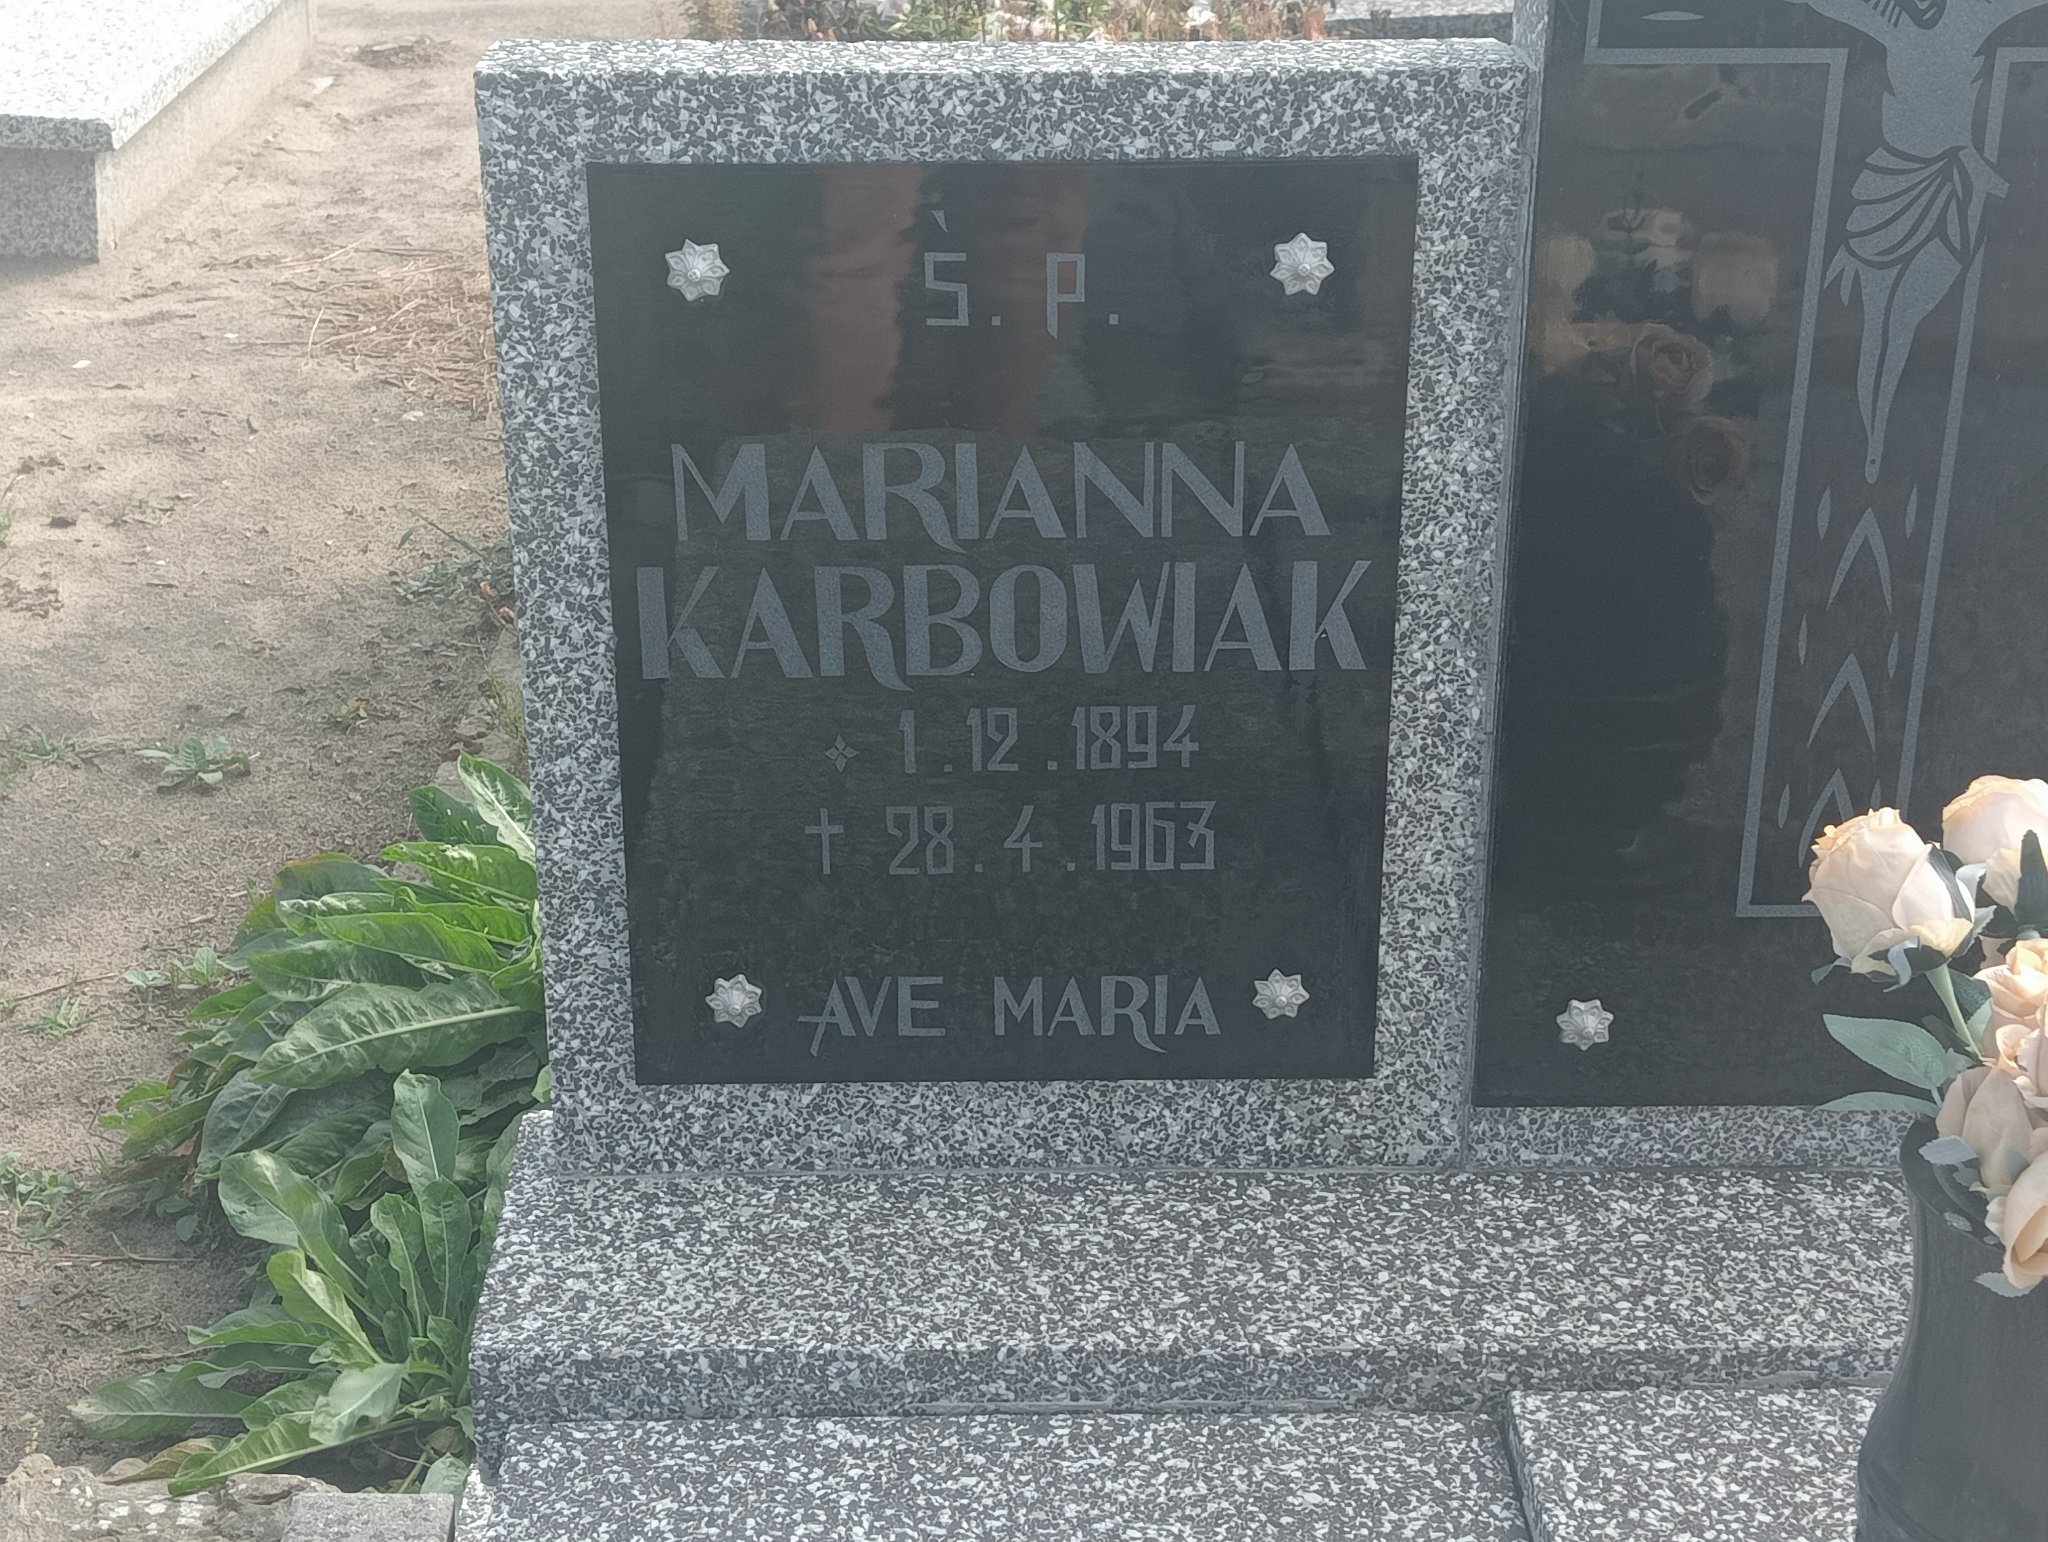 Ś. P.
MARIANNA
KARBOWIAK
1.12.1894
† 28.4.1963
AVE MARIA